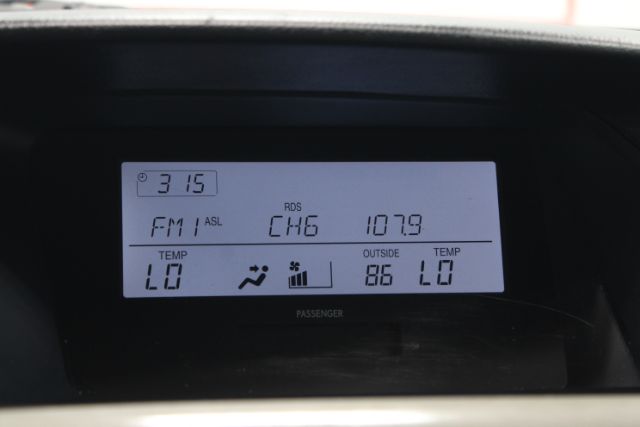 3 15
RDS
FM1 ASL CH6 107.9
TEMP OUTSIDE TEMP
LO 86 LO
PASSENGER